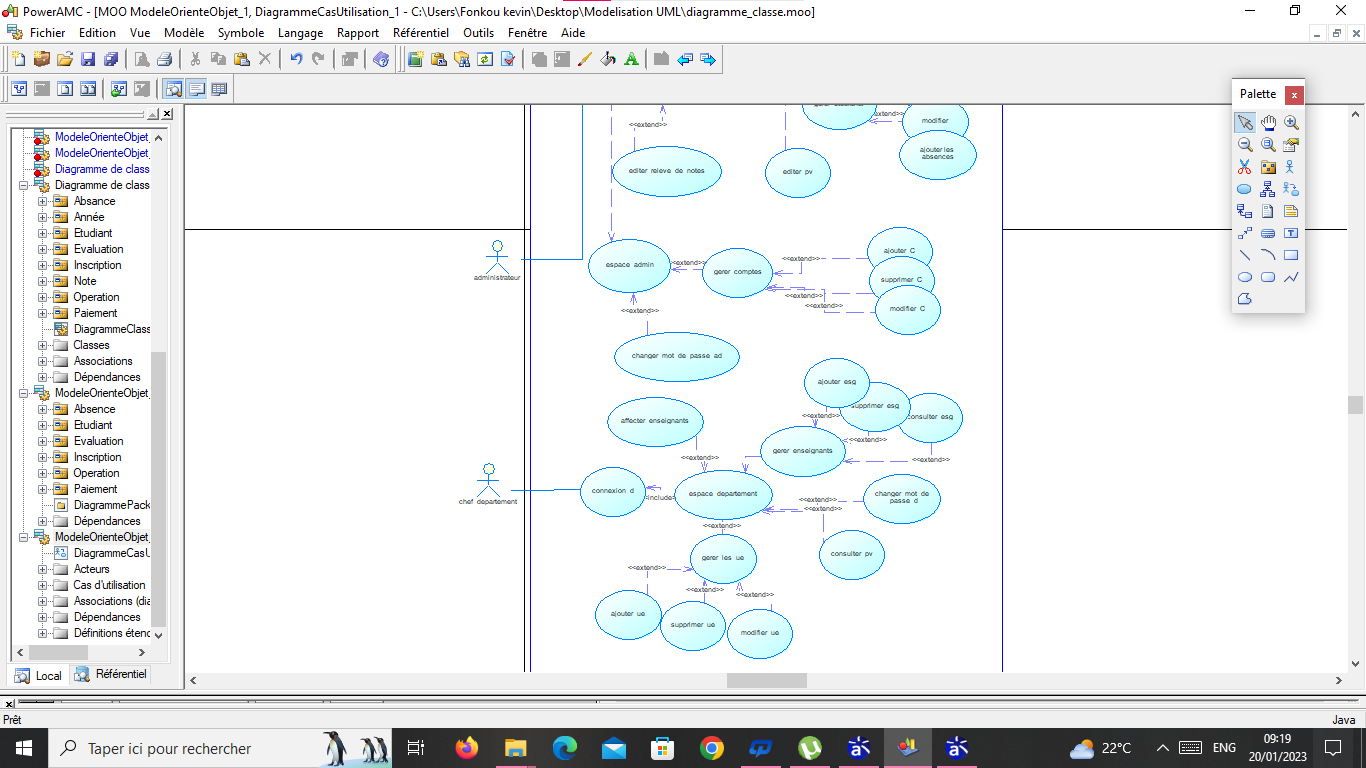 PowerAMC - [MOO ModeleOrienteObjet_1, DiagrammeCasUtilisation_1 - C:\Users\Fonkou kevin\Desktop\Modelisation UML\diagramme_classe.moo]
Fichier Edition Vue Modèle Symbole Langage Rapport Référentiel Outils Fenêtre Aide
ModeleOrienteObjet_
ModeleOrienteObjet_
Diagramme de class
Diagramme de class
Absance
Année
Etudiant
Evaluation
Inscription
Note
Operation
Paiement
DiagrammeClass
Classes
Associations
Dépendances
ModeleOrienteObjet_
Absence
Etudiant
Evaluation
Inscription
Operation
Paiement
DiagrammePack
Dépendances
ModeleOrienteObjet_
DiagrammeCasU
Acteurs
Cas d'utilisation
Associations (dia
Dépendances
Définitions étenc
Local
Référentiel
Palette
<<extend>>
extend>>
modifier
ajouter les
absences
editer releve de notes
editer pv
administrateur
espace admin
<<extend>>
gerer comptes
<<extend>>
ajouter C
supprimer C
<<extend>>
<<extend>>
modifier C
<<extend>>
changer mot de passe ad
ajouter esg
supprimer esg
consulter esg
<<extend>>
affecter enseignants
<<extend>>
gerer enseignants
<<extend>>
<<extend>>
chef departement
connexion d
<<include>>
espace departement
<<extend>>
<<extend>>
changer mot de
passe d
<<extend>>
gerer les ue
consulter pv
<<extend>>
<<extend>>
<<extend>>
ajouter ue
supprimer ue
modifier ue
Prêt
Java
Taper ici pour rechercher
22°C
ENG
09:19
20/01/2023